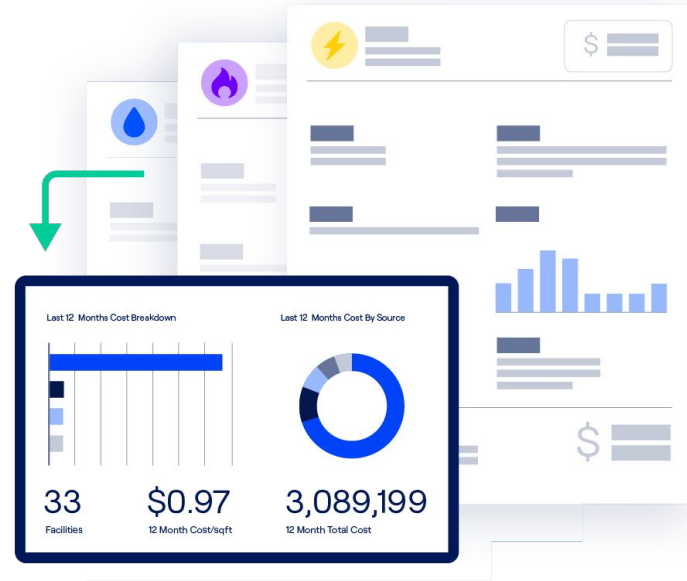 $
$
Last 12 Months Cost Breakdown
Last 12 Months Cost By Source
33
$0.97
3,089,199
Facilities
12 Month Cost/sqft
12 Month Total Cost